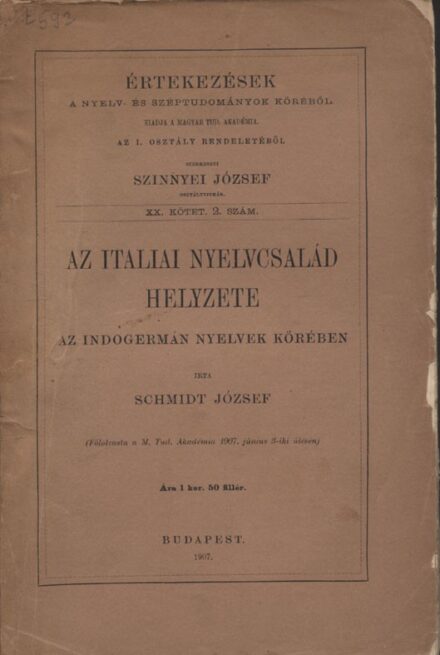 ÉRTEKEZÉSEK
A NYELV- ÉS SZÉPTUDOMÁNYOK KÖRÉBŐL.
KIADJA A MAGYAR TUD. AKADÉMIA.
AZ I. OSZTÁLY RENDELETÉBŐL
SZERKESZTI
SZINNYEI JÓZSEF
OSZTÁLYTITKÁR.
XX. KÖTET. 2. SZÁM.
AZ ITALIAI NYELVCSALÁD
HELYZETE
AZ INDOGERMÁN NYELVEK KÖRÉBEN
IRTA
SCHMIDT JÓZSEF
(Fölolvasta a M. Tud. Akadémia 1907. június 3-iki ülésen)
Ára 1 kor. 50 fillér.
BUDAPEST.
1907.